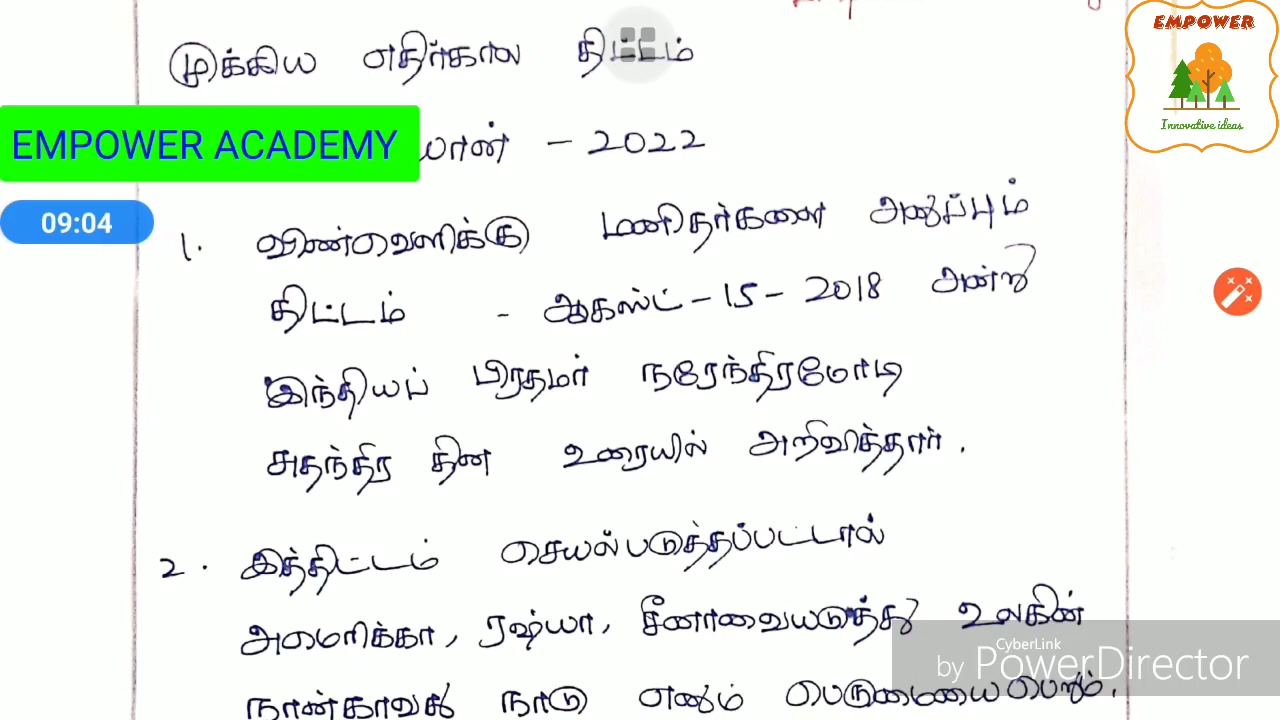 EMPOWER
Innovative ideas
முக்கிய எதிர்கால திட்டம்
EMPOWER ACADEMY
யான் - 2022
09:04
1. விண்வெளிக்கு மனிதர்களை அனுப்பும்
திட்டம் - ஆகஸ்ட் - 15 - 2018 அன்று
இந்தியப் பிரதமர் நரேந்திரமோடி
சுதந்திர தின உரையில் அறிவித்தார்.
2. இத்திட்டம் செயல்படுத்தப்பட்டால்
அமெரிக்கா, ரஷ்யா, சீனாவையடுத்து உலகின்
நான்காவது நாடு எனும் பெருமையை பெறும்.
CyberLink
by PowerDirector